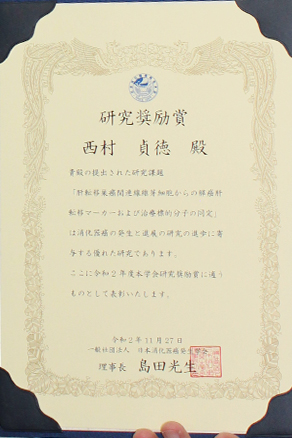 研究奨励賞
西村 貞徳 殿
貴殿の提出された研究課題
「肝転移巣癌関連線維芽細胞からの膵癌肝
転移マーカーおよび治療標的分子の同定」
は消化器癌の発生と進展の研究の進歩に寄
与する優れた研究であります。
ここに令和2年度本学会研究奨励賞に適う
ものとして表彰いたします。
令和2年11月27日
一般社団法人 日本消化器癌発生学会
理事長 島田光生